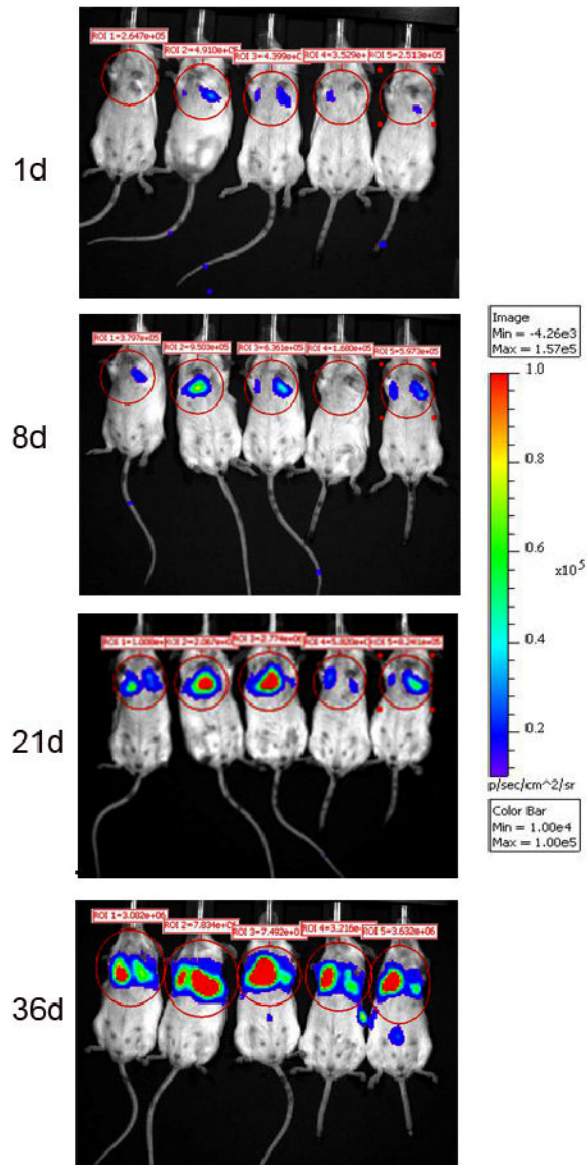 ROI 1=2.647e+05
ROI 2=4.910e+05
ROI 3=4.399e+0
ROI 4=3.529e+
ROI 5=2.513e+05
1d
ROI 1=3.797e+05
ROI 2=9.503e+05
ROI 3=6.361e+05
ROI 4=1.680e+05
ROI 5=5.973e+05
8d
ROI 1=
ROI 2=
ROI 3=
ROI 4=5.820e+0
ROI 5=
21d
ROI 1=3.082e+06
ROI 2=7.834e+0
ROI 3=7.492e+0
ROI 4=3.216e
ROI 5=3.632e+06
36d
Image
Min = -4.26e3
Max = 1.57e5
1.0
0.8
0.6
0.4
0.2
x10^5
p/sec/cm^2/sr
Color Bar
Min = 1.00e4
Max = 1.00e5